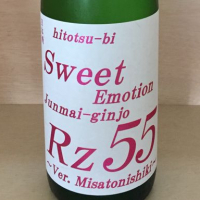 hitotsu-bi
Sweet
Emotion
Junmai-ginjo
Rz55
~Ver. Misatonishiki~